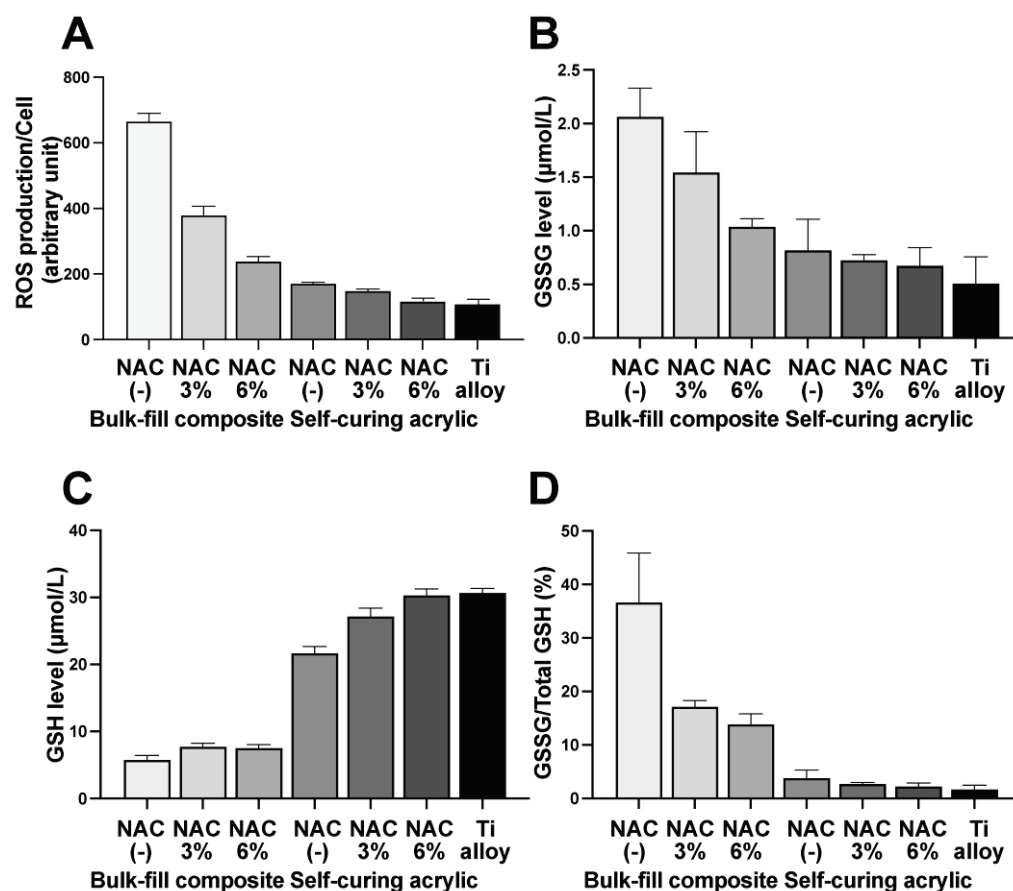 A
ROS production/Cell
(arbitrary unit)
800
600
400
200
0
NAC NAC NAC NAC NAC NAC Ti
(-) 3% 6% (-) 3% 6% alloy
Bulk-fill composite Self-curing acrylic
B
GSSG level (µmol/L)
2.5
2.0
1.5
1.0
0.5
0.0
NAC NAC NAC NAC NAC NAC Ti
(-) 3% 6% (-) 3% 6% alloy
Bulk-fill composite Self-curing acrylic
C
GSH level (µmol/L)
40
30
20
10
0
NAC NAC NAC NAC NAC NAC Ti
(-) 3% 6% (-) 3% 6% alloy
Bulk-fill composite Self-curing acrylic
D
GSSG/Total GSH (%)
50
40
30
20
10
0
NAC NAC NAC NAC NAC NAC Ti
(-) 3% 6% (-) 3% 6% alloy
Bulk-fill composite Self-curing acrylic